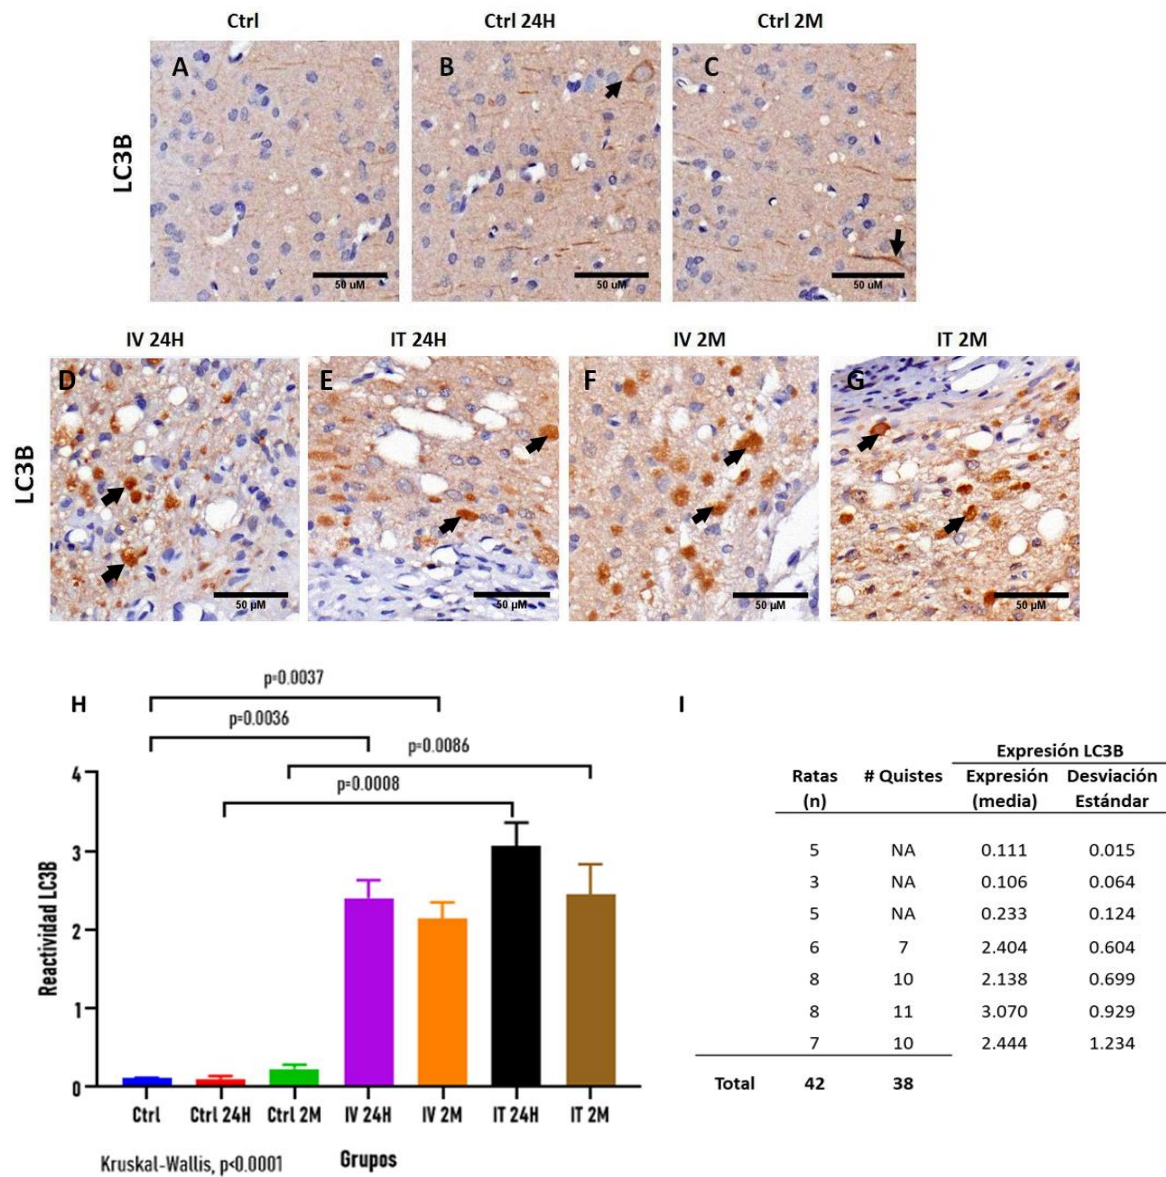 Ctrl
Ctrl 24H
Ctrl 2M
LC3B
A
B
C
50 uM
50 uM
50 uM
IV 24H
IT 24H
IV 2M
IT 2M
LC3B
D
E
F
G
50 µM
50 µM
50 µM
50 µM
H
p=0.0037
p=0.0036
p=0.0086
p=0.0008
Reactividad LC3B
4
3
2
1
0
Ctrl Ctrl 24H Ctrl 2M IV 24H IV 2M IT 24H IT 2M
Kruskal-Wallis, p<0.0001
Grupos
I
Expresión LC3B
Ratas # Quistes Expresión Desviación
(n) (media) Estándar
5 NA 0.111 0.015
3 NA 0.106 0.064
5 NA 0.233 0.124
6 7 2.404 0.604
8 10 2.138 0.699
8 11 3.070 0.929
7 10 2.444 1.234
Total 42 38